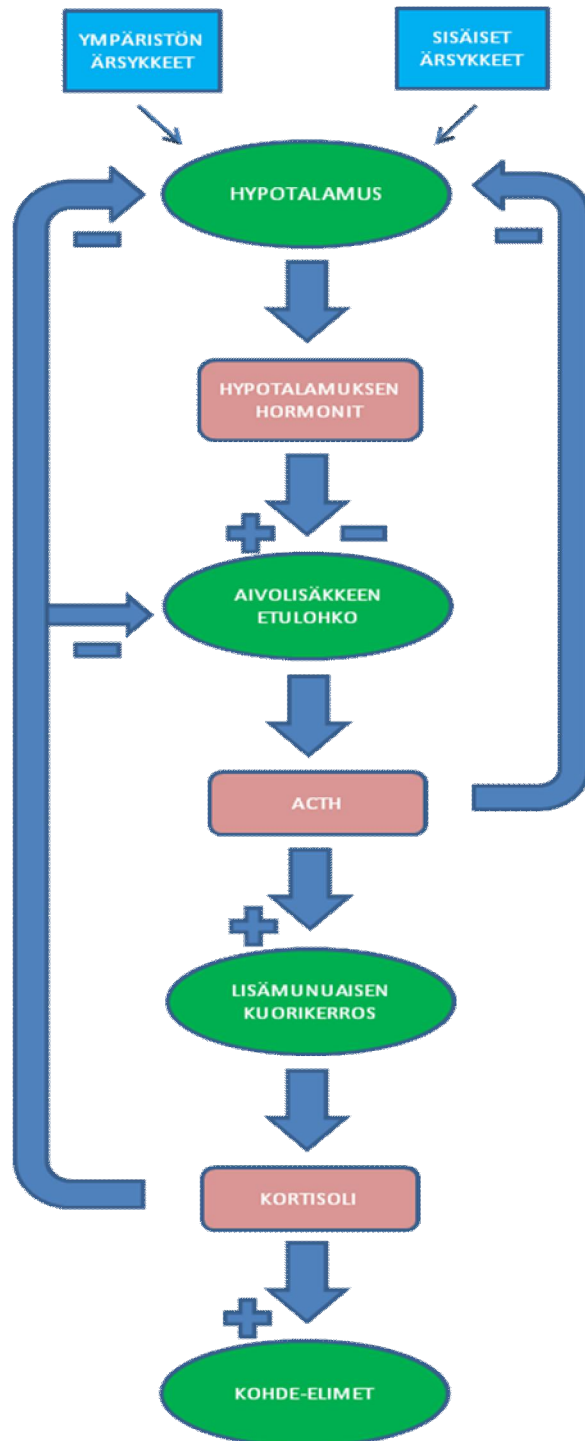 YMPÄRISTÖN
ÄRSYKKEET
SISÄISET
ÄRSYKKEET
HYPOTALAMUS
HYPOTALAMUKSEN
HORMONIT
AIVOLISÄKKEEN
ETULOHKO
ACTH
LISÄMUNUAISEN
KUORIKERROS
KORTISOLI
KOHDE-ELIMET